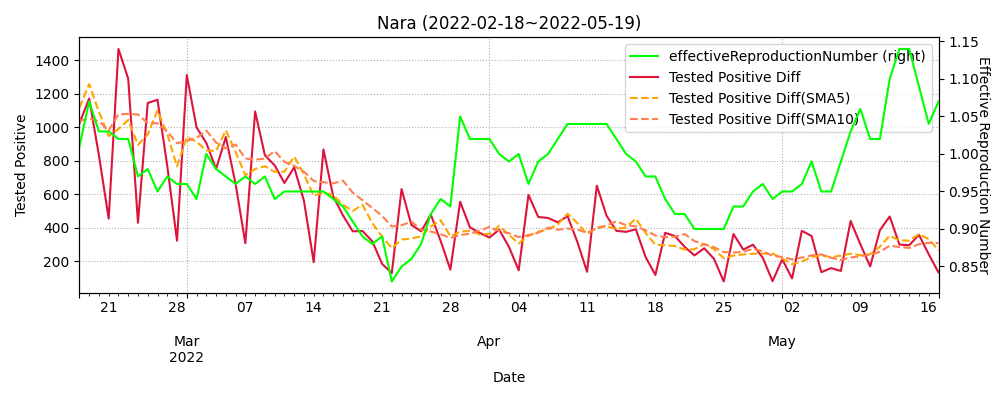 Nara (2022-02-18~2022-05-19)
effectiveReproductionNumber (right)
Tested Positive Diff
Tested Positive Diff(SMA5)
Tested Positive Diff(SMA10)
Tested Positive
1400
1200
1000
800
600
400
200
1.15
1.10
1.05
1.00
0.95
0.90
0.85
Effective Reproduction Number
21 28 07 14 21 28 04 11 18 25 02 09 16
Mar Apr May
2022
Date